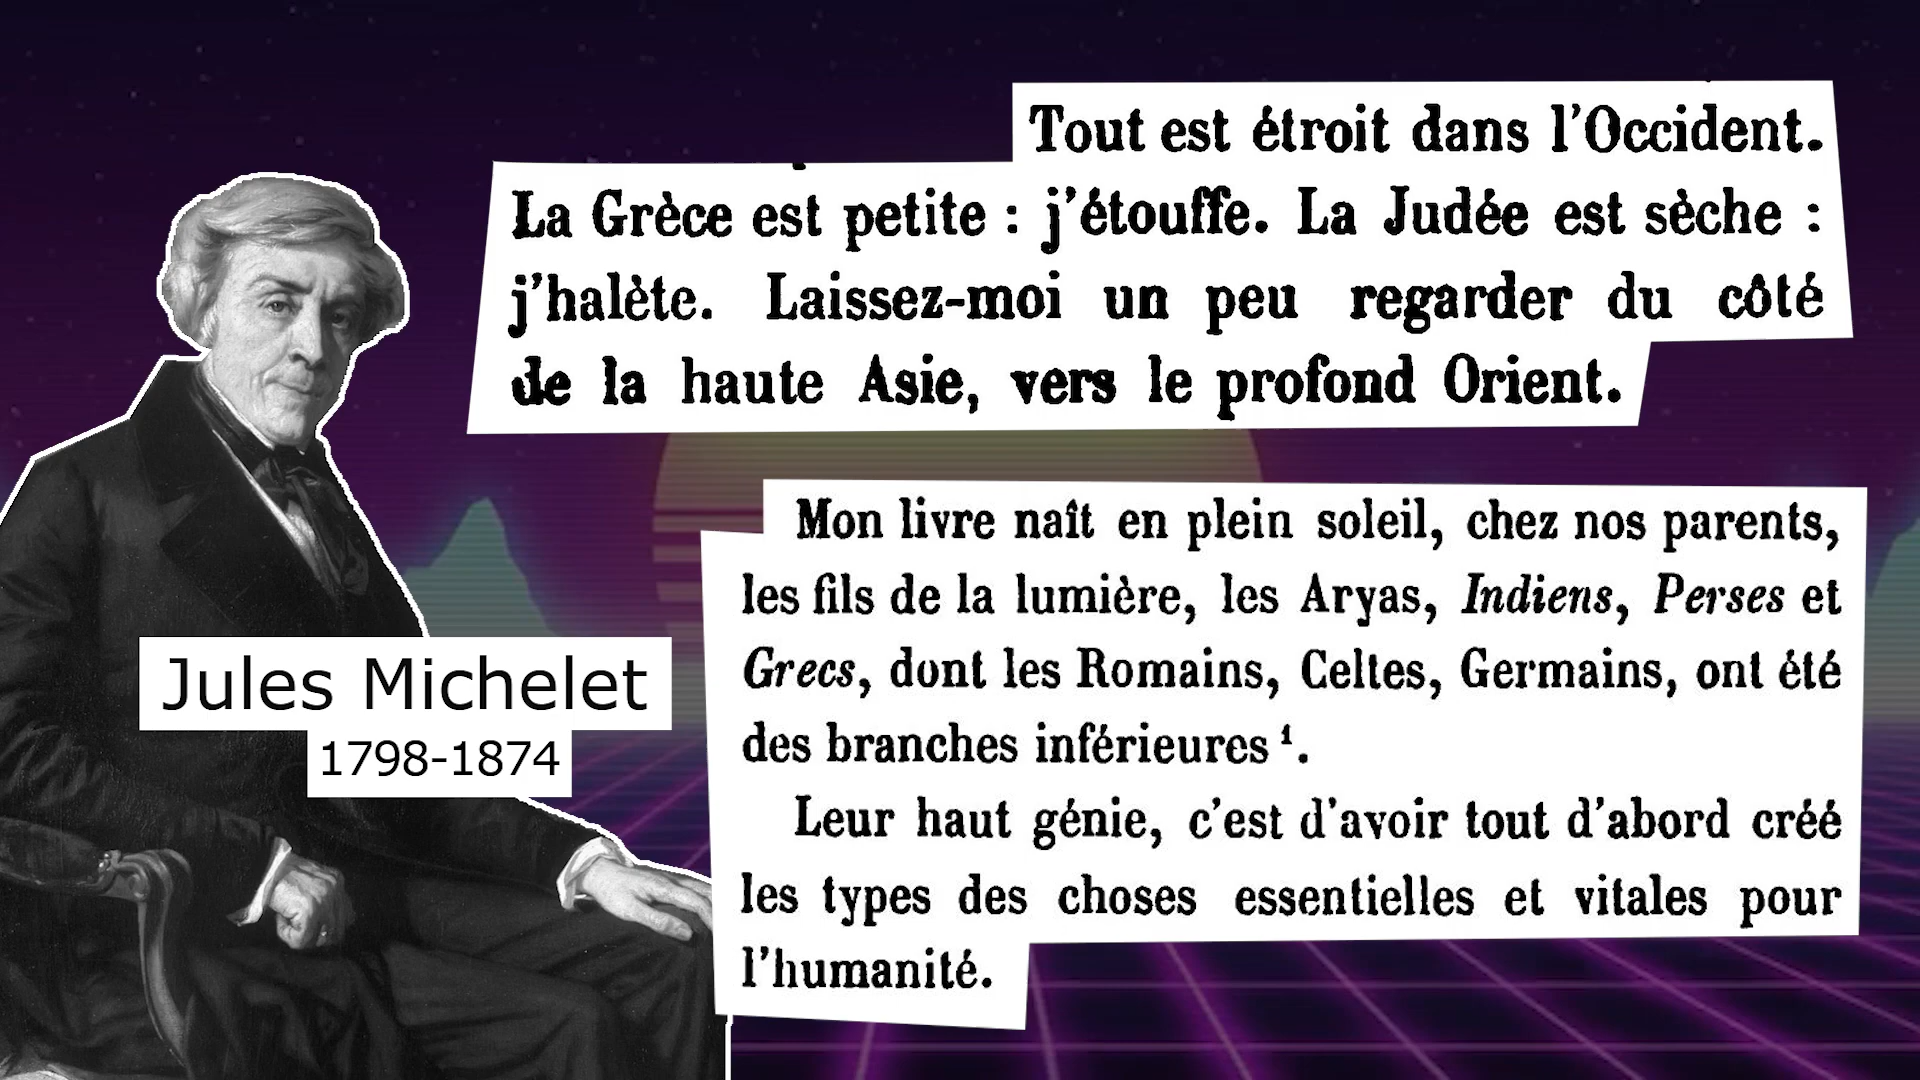 Tout est étroit dans l'Occident.
La Grèce est petite : j'étouffe. La Judée est sèche :
j'halète. Laissez-moi un peu regarder du côté
de la haute Asie, vers le profond Orient.
Mon livre naît en plein soleil, chez nos parents,
les fils de la lumière, les Aryas, Indiens, Perses et
Grecs, dont les Romains, Celtes, Germains, ont été
des branches inférieures ¹.
Leur haut génie, c'est d'avoir tout d'abord créé
les types des choses essentielles et vitales pour
l'humanité.
Jules Michelet
1798-1874